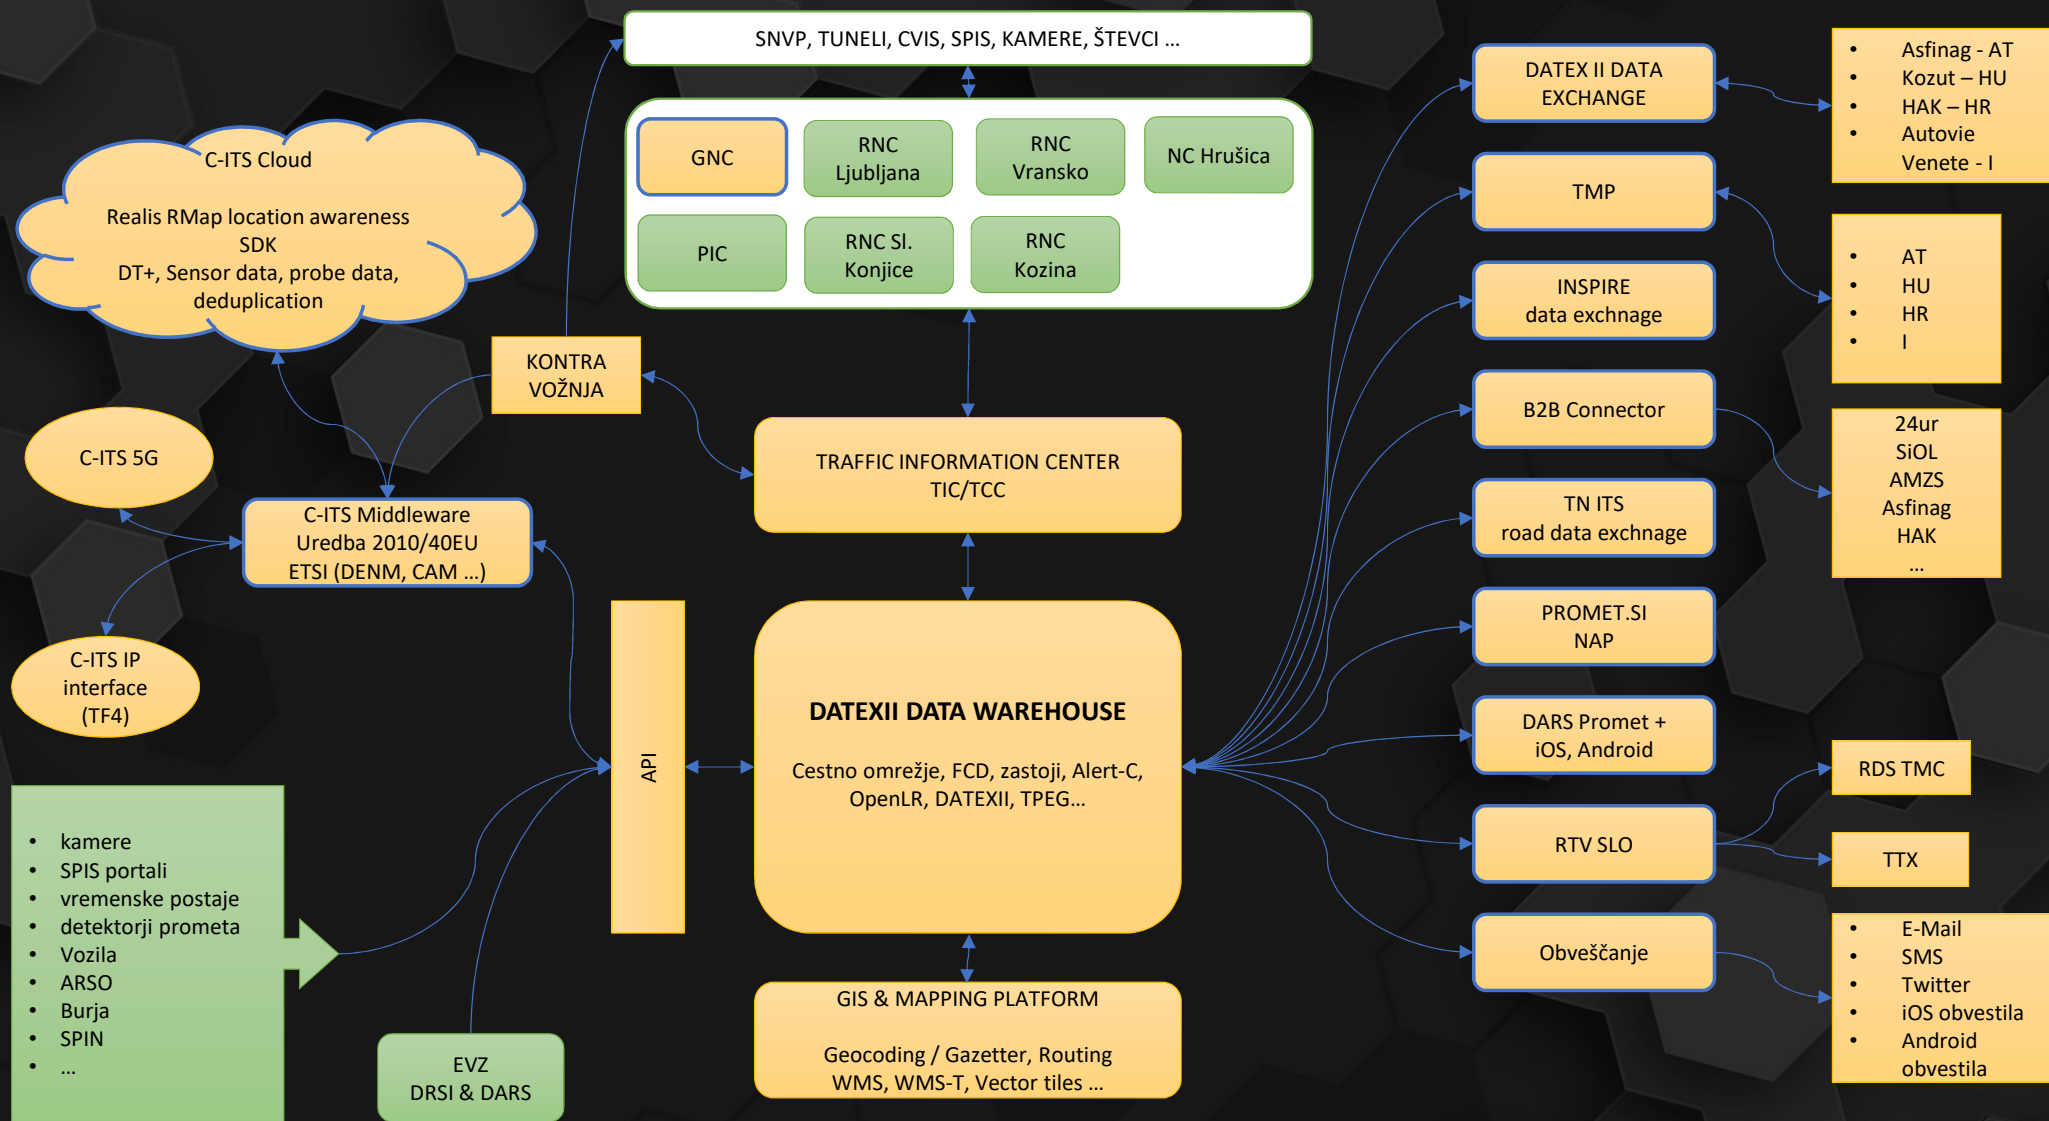 SNVP, TUNELI, CVIS, SPIS, KAMERE, ŠTEVCI ...
GNC
RNC
Ljubljana
RNC
Vransko
NC Hrušica
PIC
RNC Sl.
Konjice
RNC
Kozina
C-ITS Cloud
Realis RMap location awareness
SDK
DT+, Sensor data, probe data,
deduplication
KONTRA
VOŽNJA
C-ITS 5G
C-ITS Middleware
Uredba 2010/40EU
ETSI (DENM, CAM ...)
C-ITS IP
interface
(TF4)
TRAFFIC INFORMATION CENTER
TIC/TCC
API
DATEXII DATA WAREHOUSE
Cestno omrežje, FCD, zastoji, Alert-C,
OpenLR, DATEXII, TPEG...
GIS & MAPPING PLATFORM
Geocoding / Gazetter, Routing
WMS, WMS-T, Vector tiles ...
• kamere
• SPIS portali
• vremenske postaje
• detektorji prometa
• Vozila
• ARSO
• Burja
• SPIN
• ...
EVZ
DRSI & DARS
DATEX II DATA
EXCHANGE
TMP
INSPIRE
data exchnage
B2B Connector
TN ITS
road data exchnage
PROMET.SI
NAP
DARS Promet +
iOS, Android
RTV SLO
Obveščanje
• Asfinag - AT
• Kozut – HU
• HAK – HR
• Autovie
Venete - I
• AT
• HU
• HR
• I
24ur
SiOL
AMZS
Asfinag
HAK
...
RDS TMC
TTX
• E-Mail
• SMS
• Twitter
• iOS obvestila
• Android
obvestila